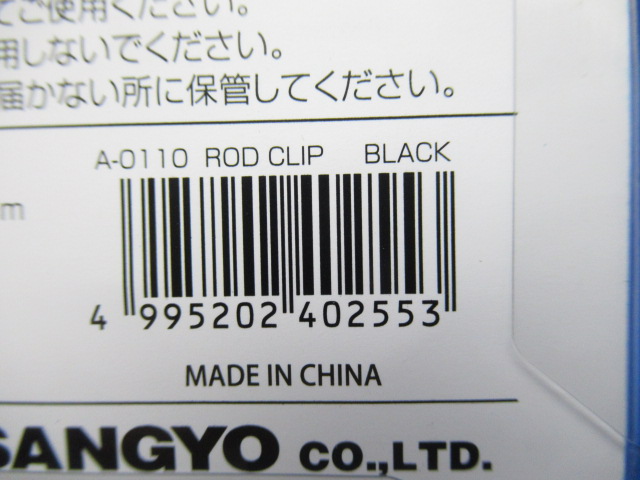 てご使用ください。
用しないでください。
届かない所に保管してください。
A-0110 ROD CLIP BLACK
m
4 995202 402553
MADE IN CHINA
SANGYO CO.,LTD.